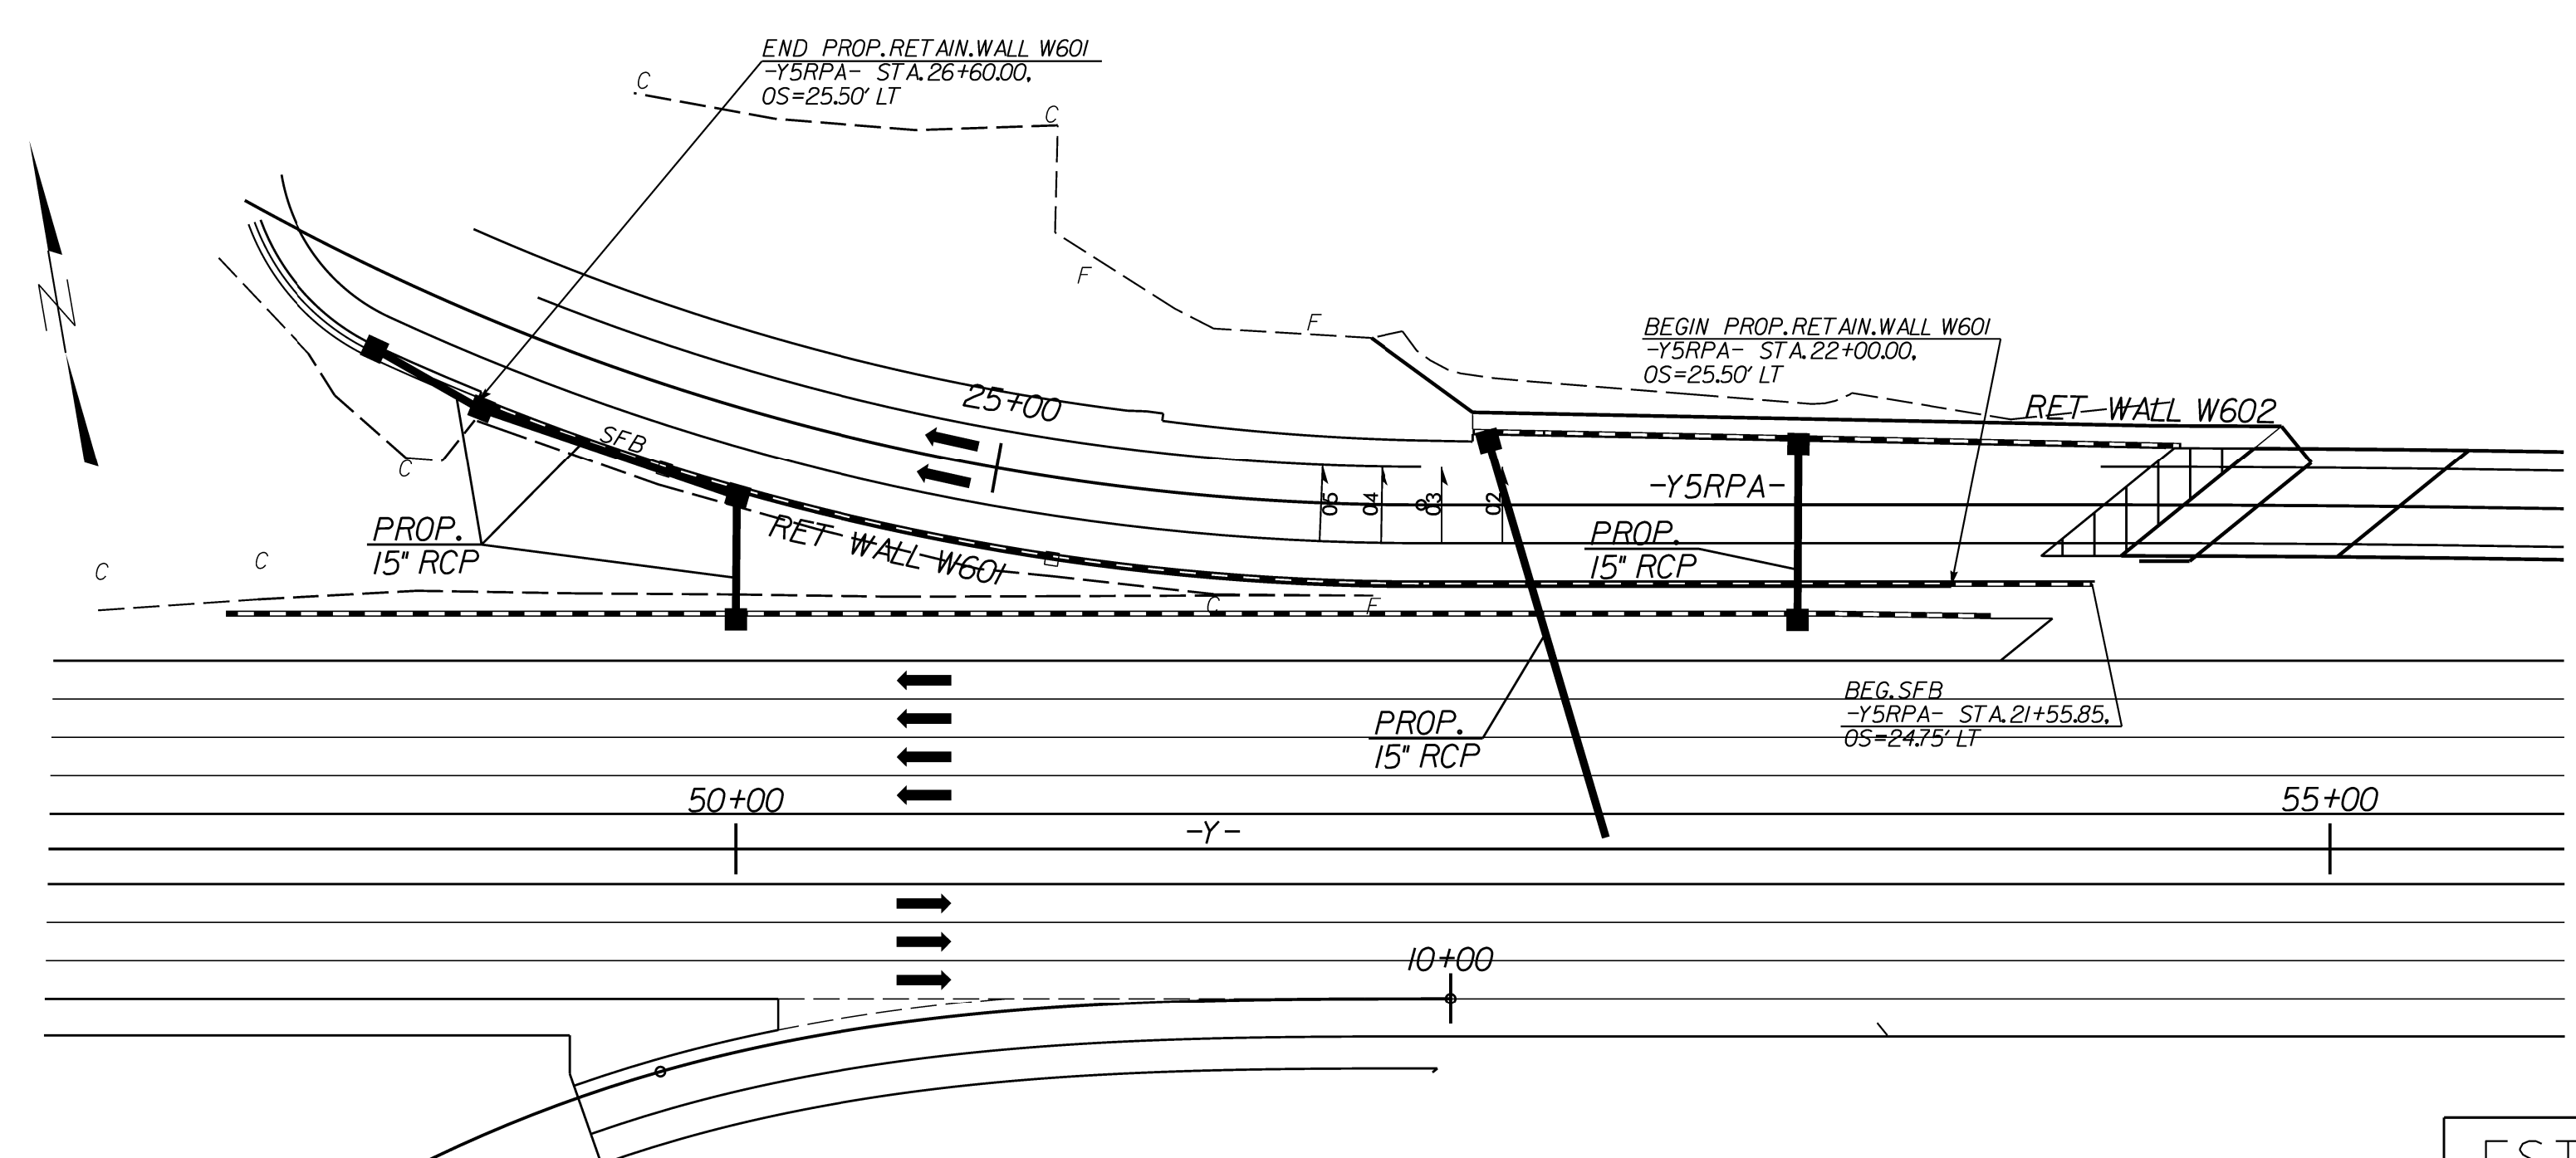 END PROP.RETAIN.WALL W601
-Y5RPA- STA.26+60.00,
OS=25.50' LT
C
C
N
F
F
BEGIN PROP.RETAIN.WALL W601
-Y5RPA- STA.22+00.00,
OS=25.50' LT
25+00
RET WALL W602
SFB
C
-Y5RPA-
05
04
03
02
PROP.
15" RCP
RET WALL W601
PROP.
15" RCP
C
C
C
F
BEG.SFB
-Y5RPA- STA.21+55.85,
OS=24.75' LT
PROP.
15" RCP
50+00
55+00
-Y-
10+00